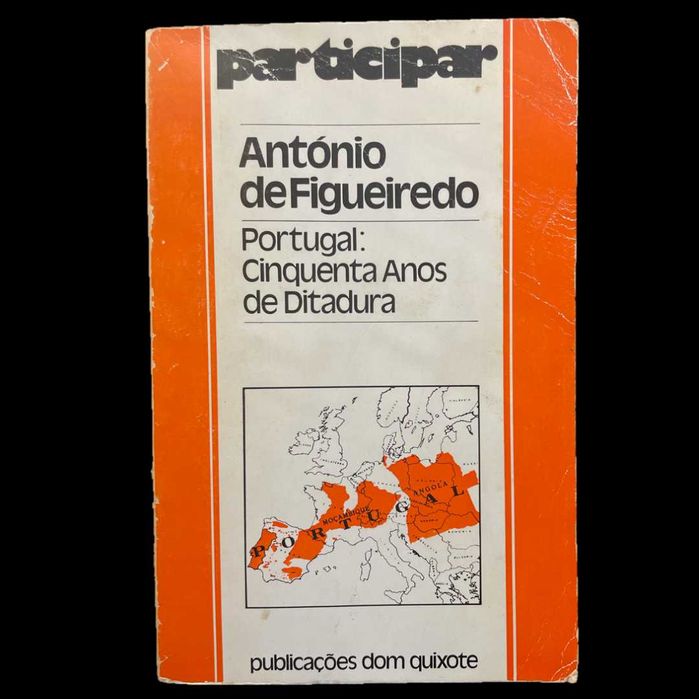 participar
António
de Figueiredo
Portugal:
Cinquenta Anos
de Ditadura
ANGOLA
MOÇAMBIQUE
PORTUGAL
publicações dom quixote